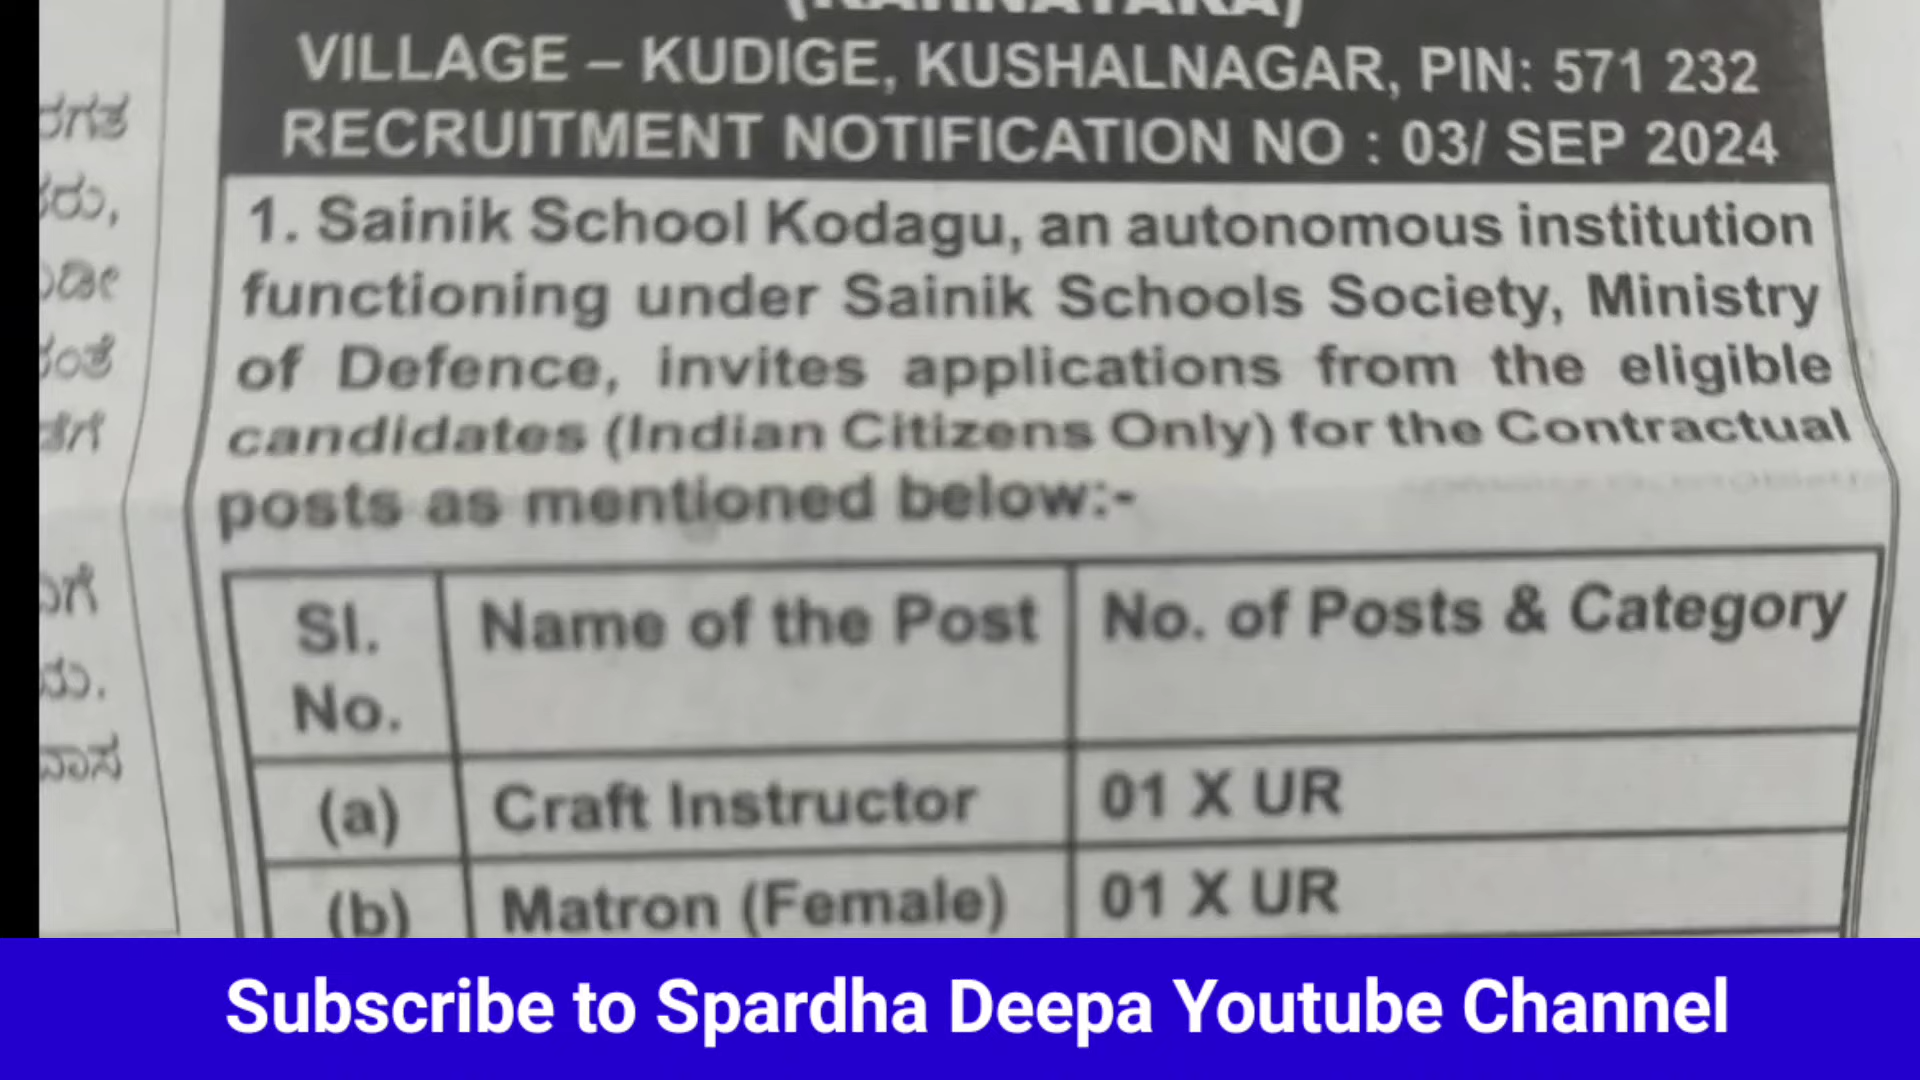 (KARNATAKA)
VILLAGE – KUDIGE, KUSHALNAGAR, PIN: 571 232
RECRUITMENT NOTIFICATION NO : 03/ SEP 2024
1. Sainik School Kodagu, an autonomous institution
functioning under Sainik Schools Society, Ministry
of Defence, invites applications from the eligible
candidates (Indian Citizens Only) for the Contractual
posts as mentioned below:-
Sl. No. Name of the Post No. of Posts & Category
(a) Craft Instructor 01 X UR
(b) Matron (Female) 01 X UR
Subscribe to Spardha Deepa Youtube Channel